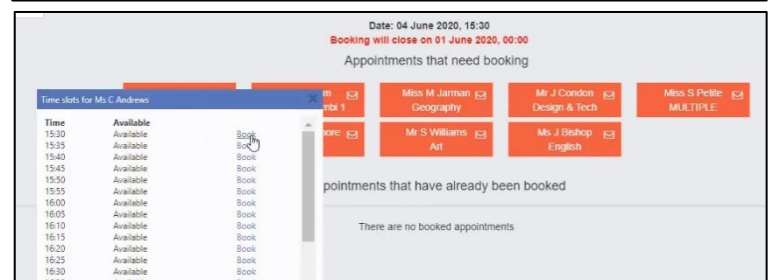 Date: 04 June 2020, 15:30
Booking will close on 01 June 2020, 00:00
Appointments that need booking
Miss M Jarman
Geography
Mr J Condon
Design & Tech
Miss S Petite
MULTIPLE
Mr S Williams
Art
Ms J Bishop
English
Time slots for Ms C Andrews
Time Available
15:30 Available Book
15:35 Available
15:40 Available Book
15:45 Available Book
15:50 Available Book
15:55 Available Book
16:00 Available Book
16:05 Available Book
16:10 Available Book
16:15 Available Book
16:20 Available Book
16:25 Available Book
16:30 Available Book
pointments that have already been booked
There are no booked appointments